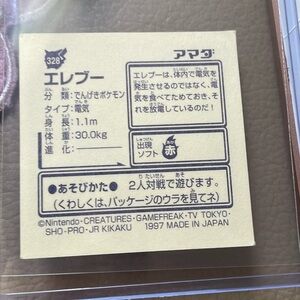 328
アマダ
エレブー
分類：でんげきポケモン
タイプ：電気
身長：1.1m
体重：30.0kg
進化：――
エレブーは、体内で電気を
発生させるのではなく、電
気を食べてためておき、そ
れを放電しているのだ！
出現
ソフト
赤
●あそびかた● 2人対戦で遊びます。
（くわしくは、パッケージのウラを見てネ）
©Nintendo・CREATURES・GAMEFREAK・TV TOKYO・
SHO-PRO・JR KIKAKU 1997 MADE IN JAPAN